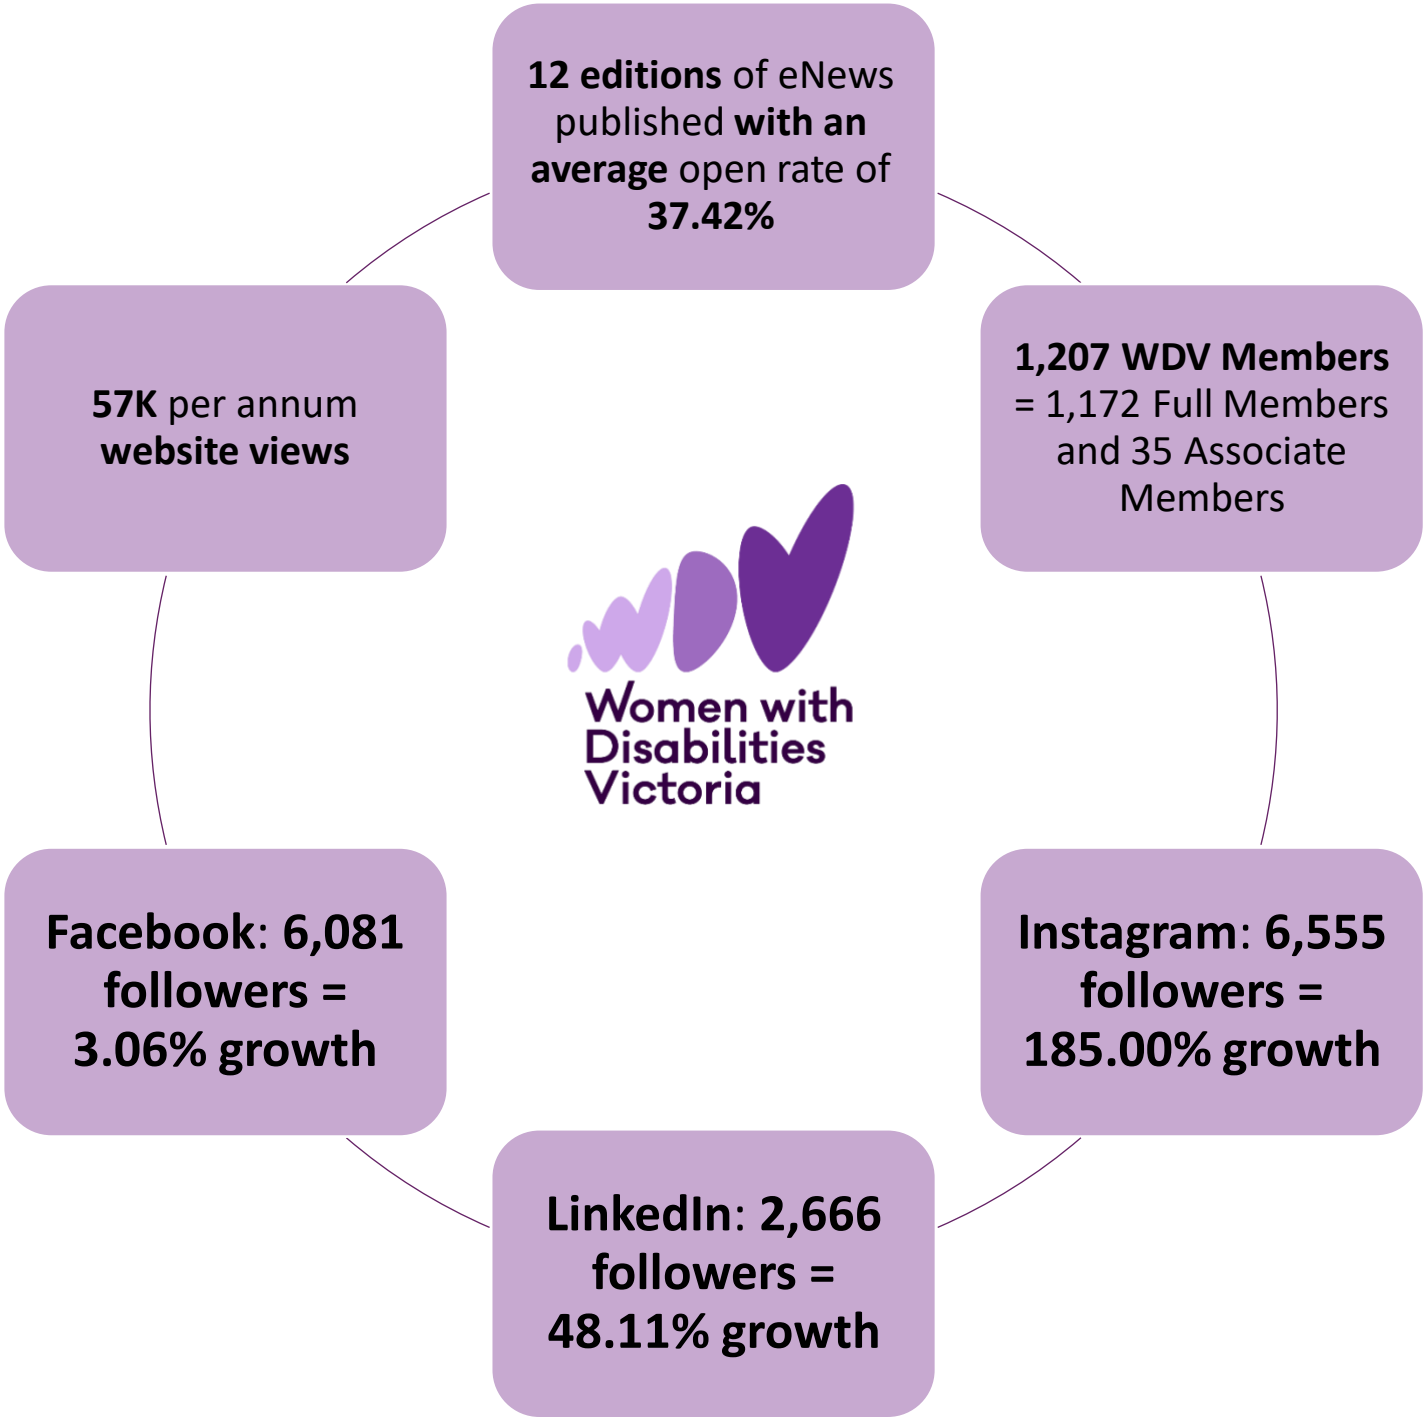 12 editions of eNews
published with an
average open rate of
37.42%
1,207 WDV Members
= 1,172 Full Members
and 35 Associate
Members
Instagram: 6,555
followers =
185.00% growth
LinkedIn: 2,666
followers =
48.11% growth
Facebook: 6,081
followers =
3.06% growth
57K per annum
website views
WDV
Women with
Disabilities
Victoria